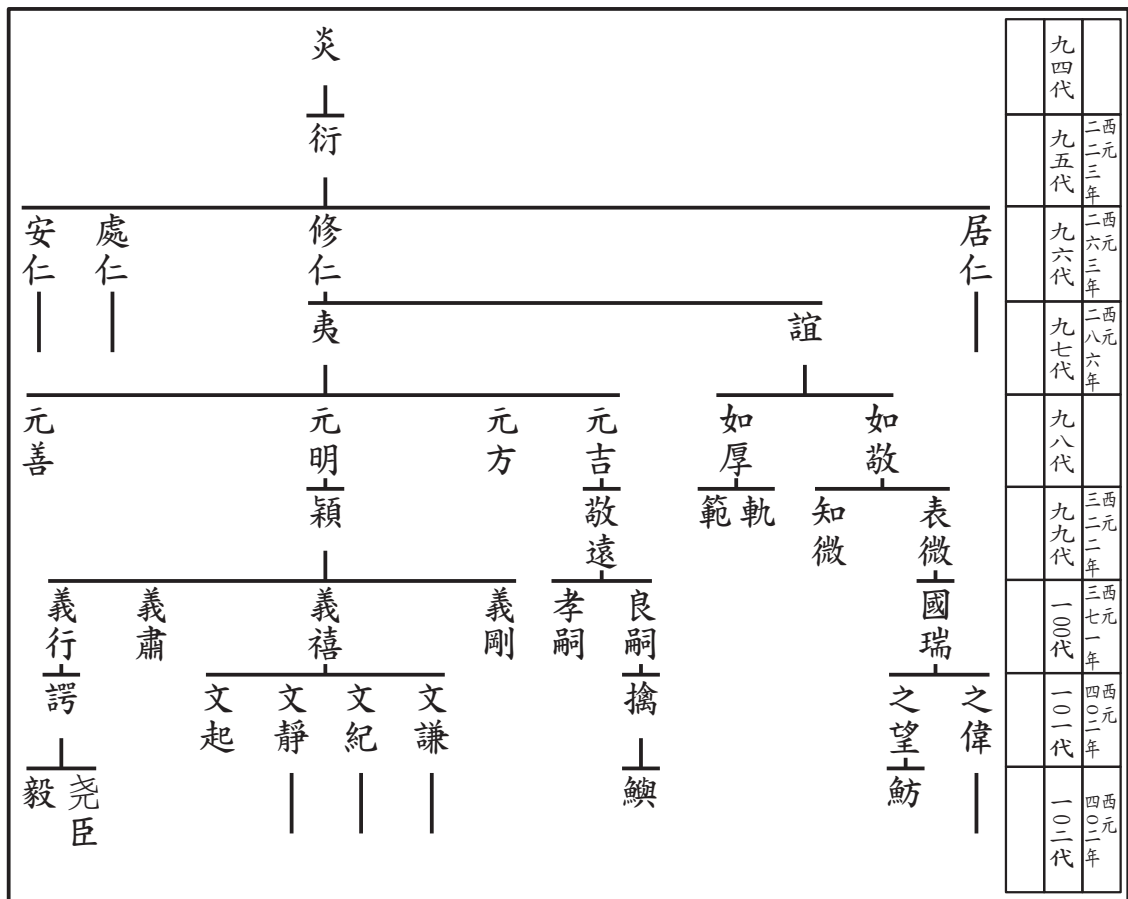 九四代
炎
西元二二三年
九五代
衍
西元二六三年
九六代
居仁
修仁
處仁
安仁
西元二八六年
九七代
誼
夷
九八代
如敬
如厚
元吉
元方
元明
元善
西元三二二年
九九代
表微
知微
軌
範
敬遠
穎
西元三七一年
一〇〇代
國瑞
良嗣
孝嗣
義剛
義禧
義肅
義行
西元四〇二年
一〇一代
之偉
之望
擒
文謙
文紀
文靜
文起
諤
西元四〇二年
一〇二代
魴
鱮
尧臣
毅